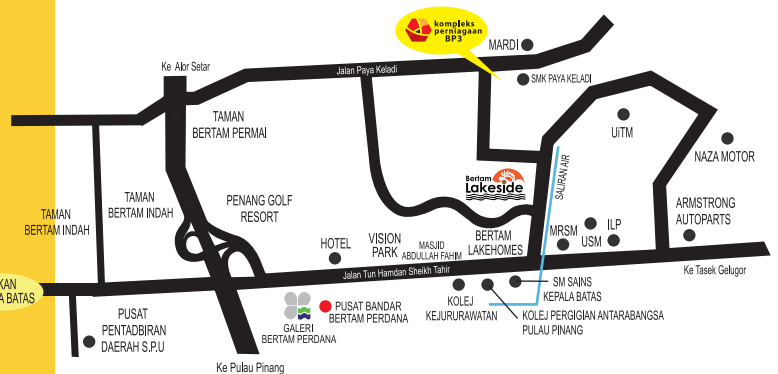 kompleks
perniagaan
BP3
MARDI
Ke Alor Setar
Jalan Paya Keladi
SMK PAYA KELADI
TAMAN
BERTAM PERMAI
UiTM
NAZA MOTOR
Bertam
Lakeside
SALIRAN AIR
TAMAN
BERTAM INDAH
TAMAN
BERTAM INDAH
PENANG GOLF
RESORT
ARMSTRONG
AUTOPARTS
HOTEL
VISION
PARK
MASJID
ABDULLAH FAHIM
BERTAM
LAKEHOMES
MRSM
USM
ILP
Jalan Tun Hamdan Sheikh Tahir
Ke Tasek Gelugor
KAN
A BATAS
SM SAINS
KEPALA BATAS
KOLEJ
KEJURURAWATAN
KOLEJ PERGIGIAN ANTARABANGSA
PULAU PINANG
PUSAT BANDAR
BERTAM PERDANA
GALERI
BERTAM PERDANA
PUSAT
PENTADBIRAN
DAERAH S.P.U
Ke Pulau Pinang